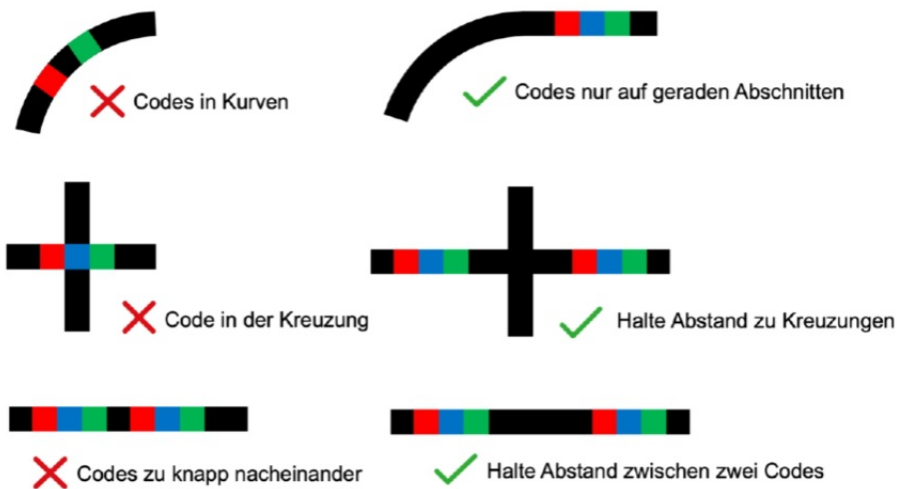 Codes in Kurven
Codes nur auf geraden Abschnitten
Code in der Kreuzung
Halte Abstand zu Kreuzungen
Codes zu knapp nacheinander
Halte Abstand zwischen zwei Codes